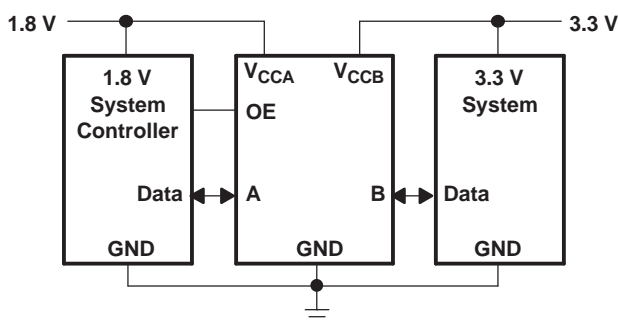 1.8 V
3.3 V
1.8 V
System
Controller
Data
GND
VCCA
VCCB
OE
A
B
GND
3.3 V
System
Data
GND